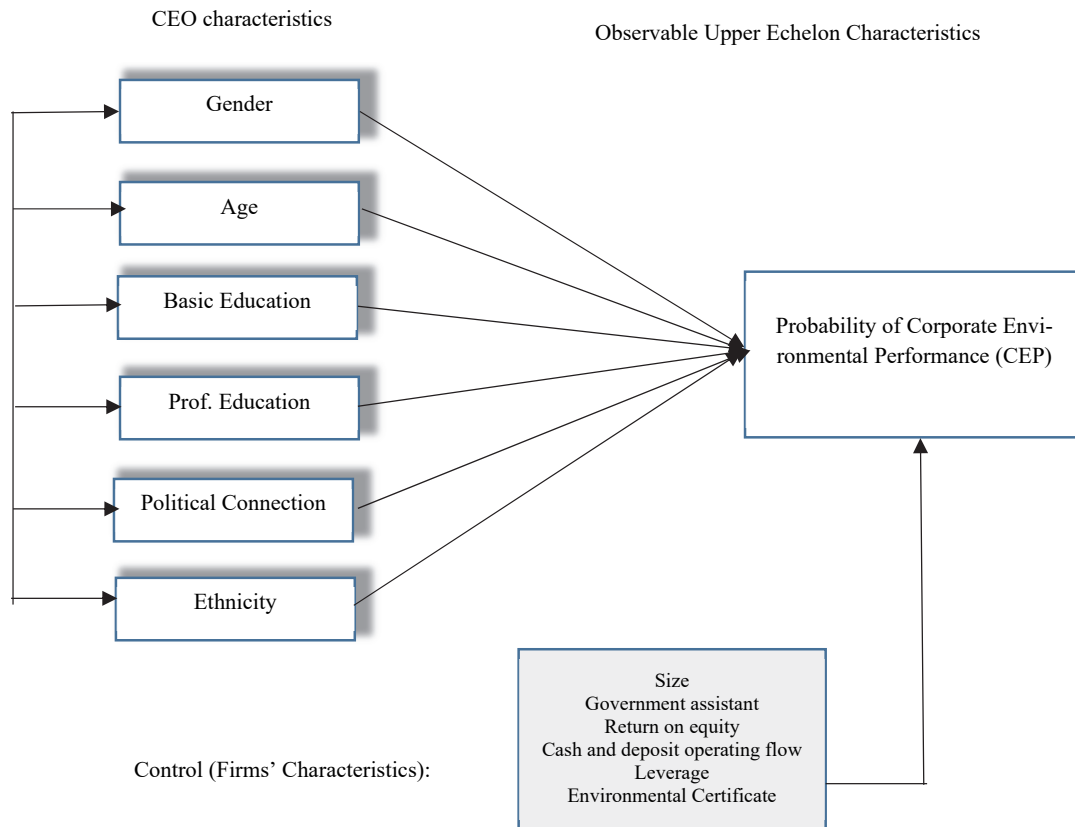 CEO characteristics
Observable Upper Echelon Characteristics
Gender
Age
Basic Education
Prof. Education
Political Connection
Ethnicity
Probability of Corporate Envi-
ronmental Performance (CEP)
Size
Government assistant
Return on equity
Cash and deposit operating flow
Leverage
Environmental Certificate
Control (Firms’ Characteristics):